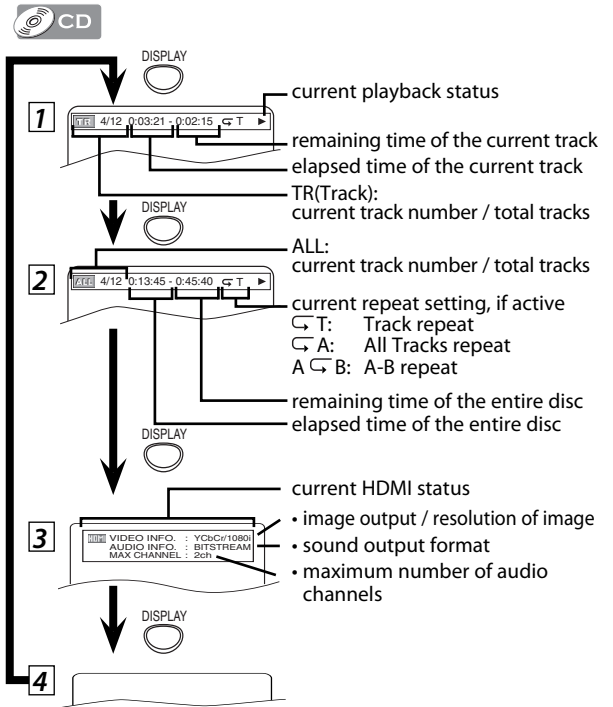 CD
DISPLAY
1
TR 4/12 0:03:21 - 0:02:15 T
current playback status
remaining time of the current track
elapsed time of the current track
TR(Track):
current track number / total tracks
DISPLAY
ALL:
current track number / total tracks
2
ALL 4/12 0:13:45 - 0:45:40 T
current repeat setting, if active
T: Track repeat
A: All Tracks repeat
A B: A-B repeat
remaining time of the entire disc
elapsed time of the entire disc
DISPLAY
current HDMI status
3
HDMI VIDEO INFO. : YCbCr/1080i
AUDIO INFO. : BITSTREAM
MAX CHANNEL : 2ch
• image output / resolution of image
• sound output format
• maximum number of audio
channels
DISPLAY
4